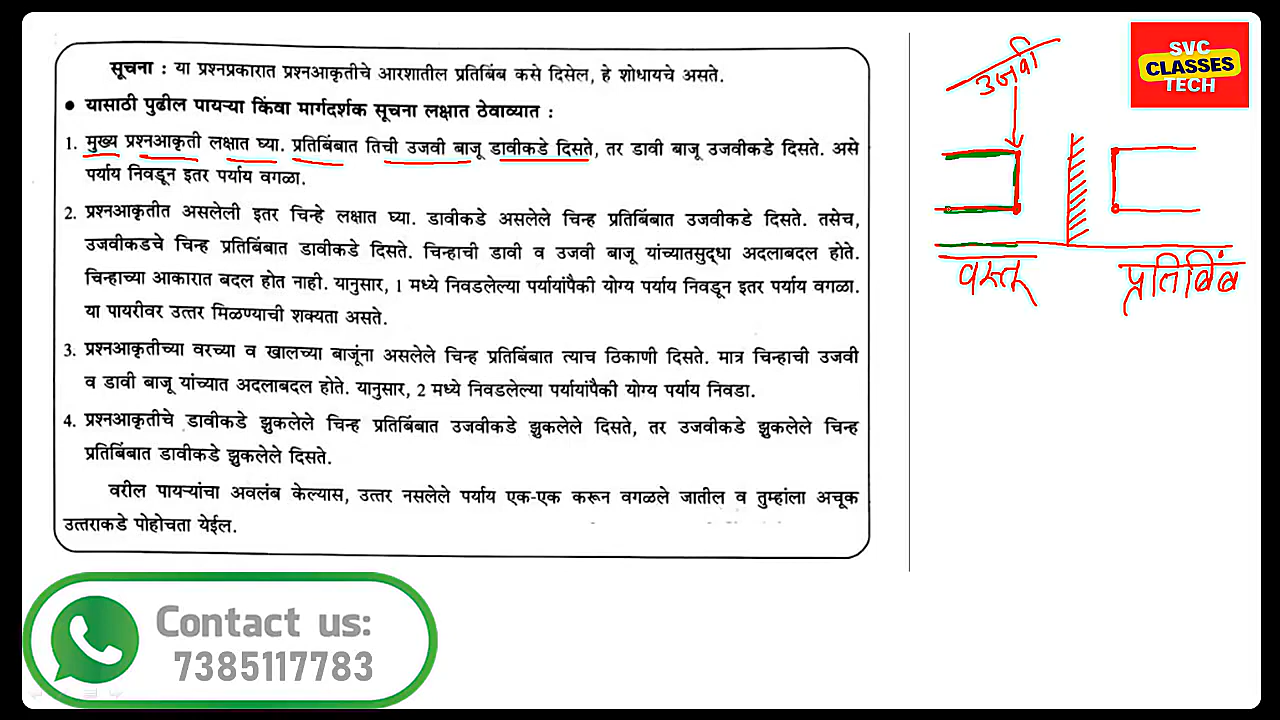 सूचना : या प्रश्नप्रकारात प्रश्नआकृतीचे आरशातील प्रतिबिंब कसे दिसेल, हे शोधायचे असते.
● यासाठी पुढील पायऱ्या किंवा मार्गदर्शक सूचना लक्षात ठेवाव्यात :
1. मुख्य प्रश्नआकृती लक्षात घ्या. प्रतिबिंबात तिची उजवी बाजू डावीकडे दिसते, तर डावी बाजू उजवीकडे दिसते. असे
पर्याय निवडून इतर पर्याय वगळा.
2. प्रश्नआकृतीत असलेली इतर चिन्हे लक्षात घ्या. डावीकडे असलेले चिन्ह प्रतिबिंबात उजवीकडे दिसते. तसेच,
उजवीकडचे चिन्ह प्रतिबिंबात डावीकडे दिसते. चिन्हाची डावी व उजवी बाजू यांच्यातसुद्धा अदलाबदल होते.
चिन्हाच्या आकारात बदल होत नाही. यानुसार, 1 मध्ये निवडलेल्या पर्यायांपैकी योग्य पर्याय निवडून इतर पर्याय वगळा.
या पायरीवर उत्तर मिळण्याची शक्यता असते.
3. प्रश्नआकृतीच्या वरच्या व खालच्या बाजूंना असलेले चिन्ह प्रतिबिंबात त्याच ठिकाणी दिसते. मात्र चिन्हाची उजवी
व डावी बाजू यांच्यात अदलाबदल होते. यानुसार, 2 मध्ये निवडलेल्या पर्यायांपैकी योग्य पर्याय निवडा.
4. प्रश्नआकृतीचे डावीकडे झुकलेले चिन्ह प्रतिबिंबात उजवीकडे झुकलेले दिसते, तर उजवीकडे झुकलेले चिन्ह
प्रतिबिंबात डावीकडे झुकलेले दिसते.
वरील पायऱ्यांचा अवलंब केल्यास, उत्तर नसलेले पर्याय एक-एक करून वगळले जातील व तुम्हांला अचूक
उत्तराकडे पोहोचता येईल.
उजवी
SVC
CLASSES
TECH
वस्तू
प्रतिबिंब
Contact us:
7385117783